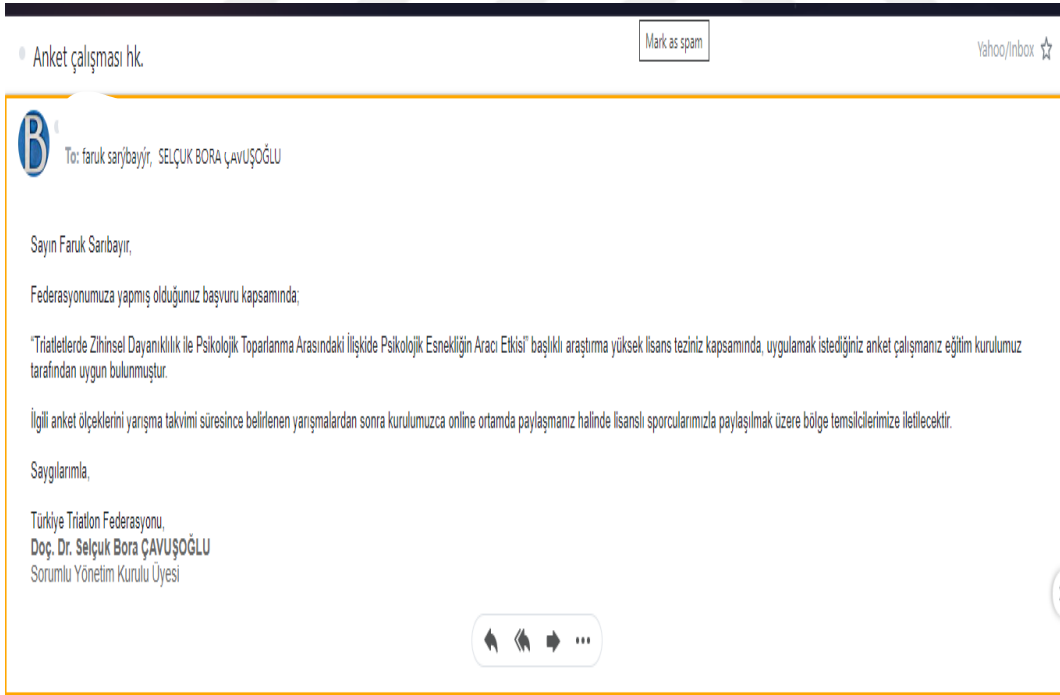 Mark as spam
Anket çalışması hk.
Yahoo/Inbox
B
To: faruk sarýbayýr, SELÇUK BORA ÇAVUŞOĞLU
Sayın Faruk Sarıbayır,
Federasyonumuza yapmış olduğunuz başvuru kapsamında;
“Triatletlerde Zihinsel Dayanıklılık ile Psikolojik Toparlanma Arasındaki İlişkide Psikolojik Esnekliğin Aracı Etkisi” başlıklı araştırma yüksek lisans teziniz kapsamında, uygulamak istediğiniz anket çalışmanız eğitim kurulumuz
tarafından uygun bulunmuştur.
İlgili anket ölçeklerini yarışma takvimi süresince belirlenen yarışmalardan sonra kurulumuzca online ortamda paylaşmanız halinde lisanslı sporcularımızla paylaşılmak üzere bölge temsilcilerimize iletilecektir.
Saygılarımla,
Türkiye Triatlon Federasyonu,
Doç. Dr. Selçuk Bora ÇAVUŞOĞLU
Sorumlu Yönetim Kurulu Üyesi